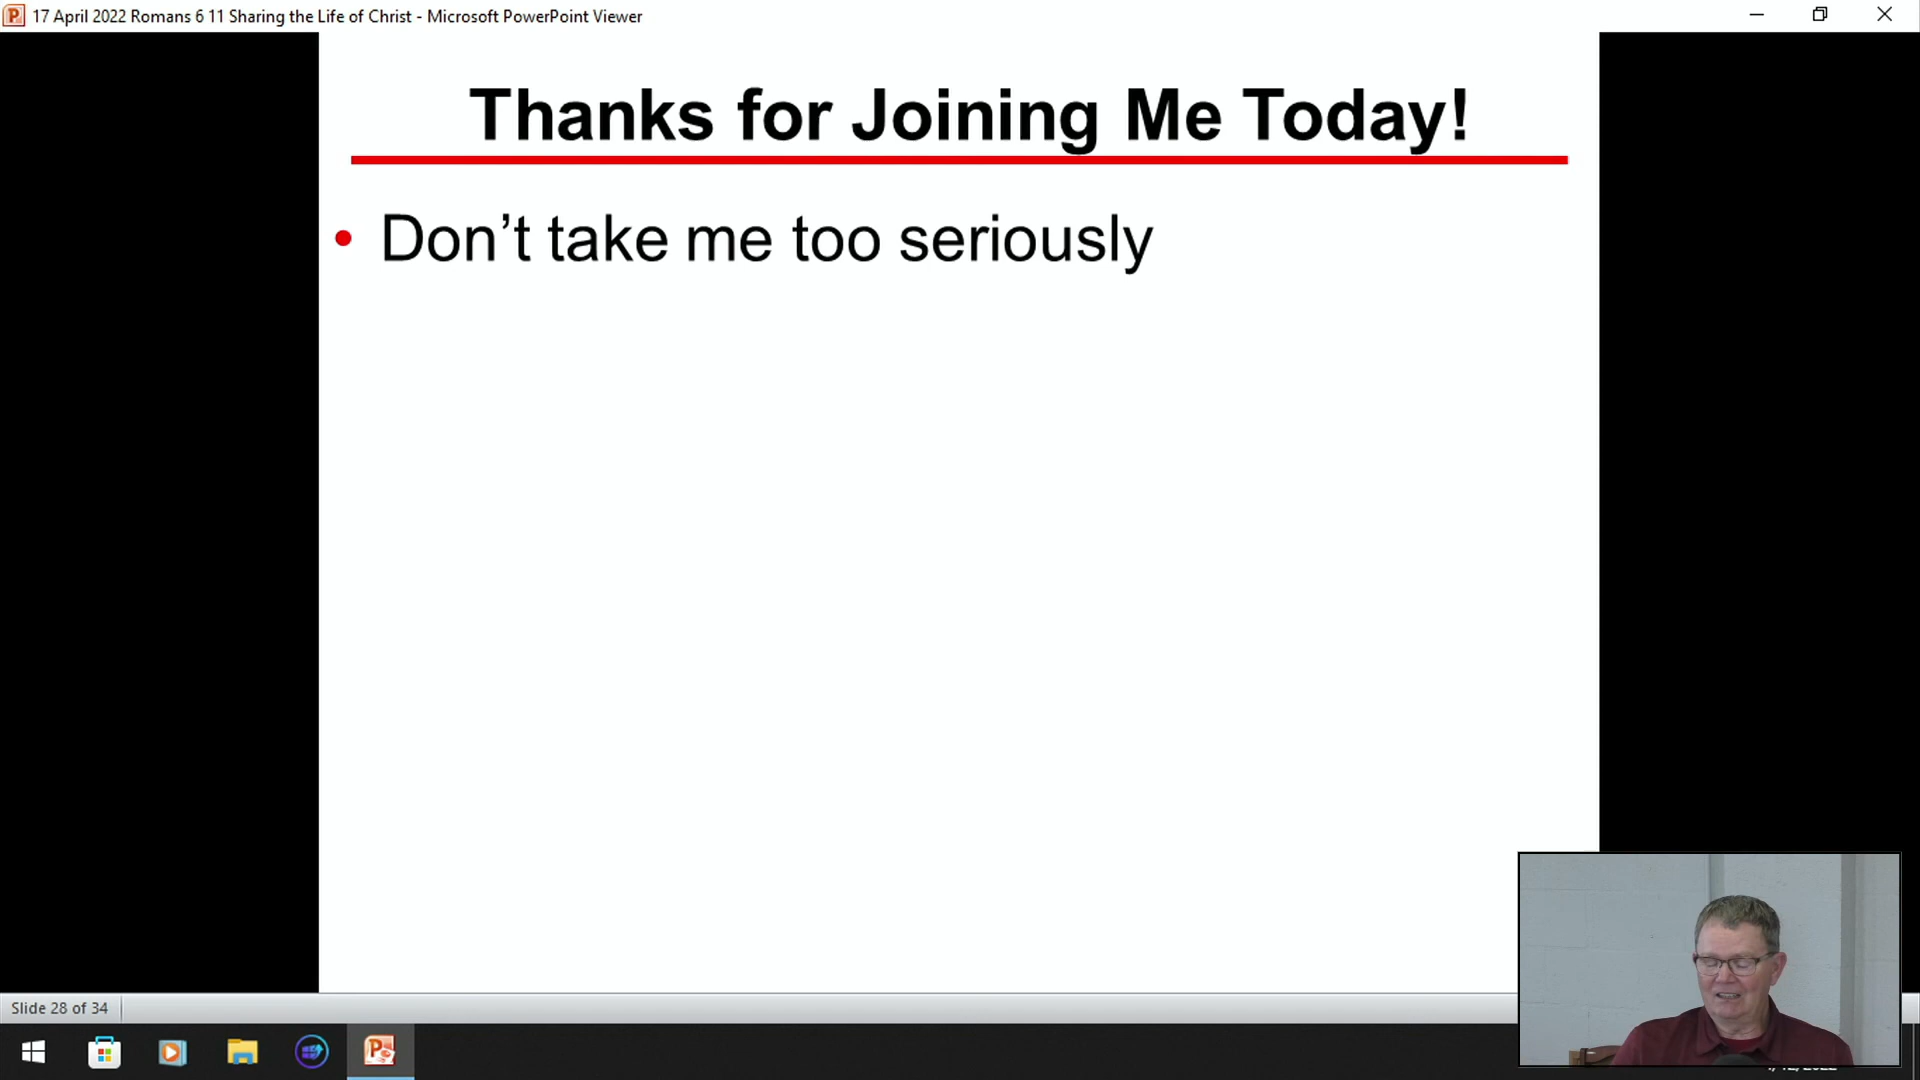 17 April 2022 Romans 6 11 Sharing the Life of Christ - Microsoft PowerPoint Viewer
Thanks for Joining Me Today!
• Don’t take me too seriously
Slide 28 of 34